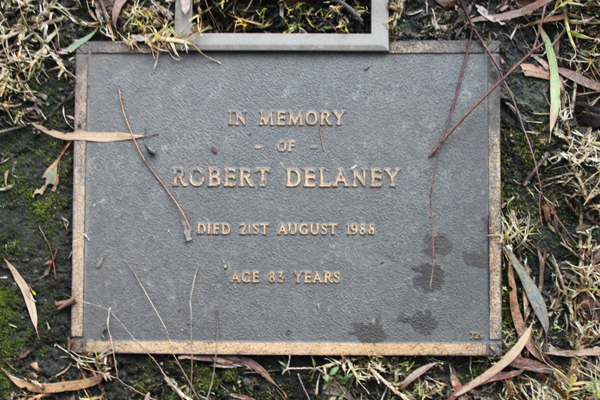 IN MEMORY
- OF -
ROBERT DELANEY
DIED 21ST AUGUST 1988
AGE 83 YEARS